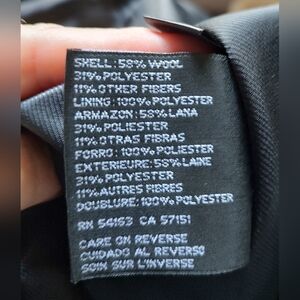 SHELL: 58% WOOL
31% POLYESTER
11% OTHER FIBERS
LINING: 100% POLYESTER
ARMAZON: 58% LANA
31% POLIESTER
11% OTRAS FIBRAS
FORRO: 100% POLIESTER
EXTERIEURE: 58% LAINE
31% POLYESTER
11% AUTRES FIBRES
DOUBLURE: 100% POLYESTER
RN 54163 CA 57151
CARE ON REVERSE
CUIDADO AL REVERSO
SOIN SUR L'INVERSE